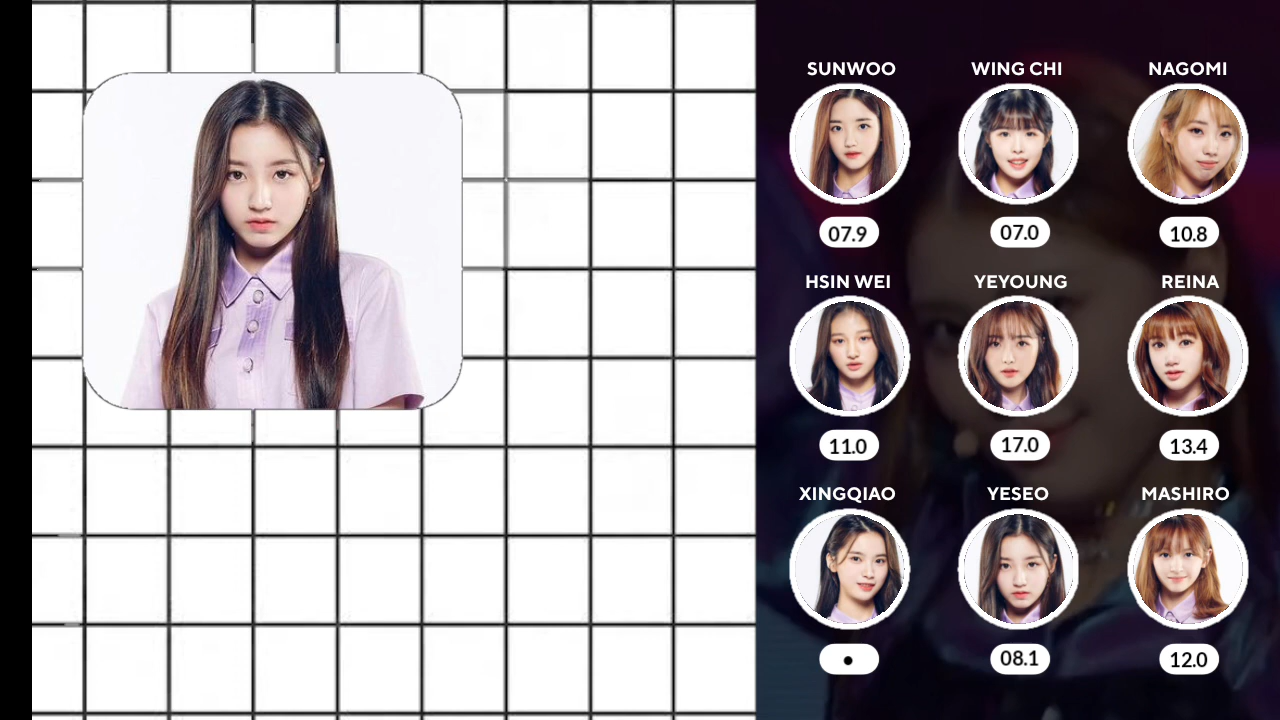 SUNWOO WING CHI NAGOMI
07.9 07.0 10.8
HSIN WEI YEYOUNG REINA
11.0 17.0 13.4
XINGQIAO YESEO MASHIRO
• 08.1 12.0